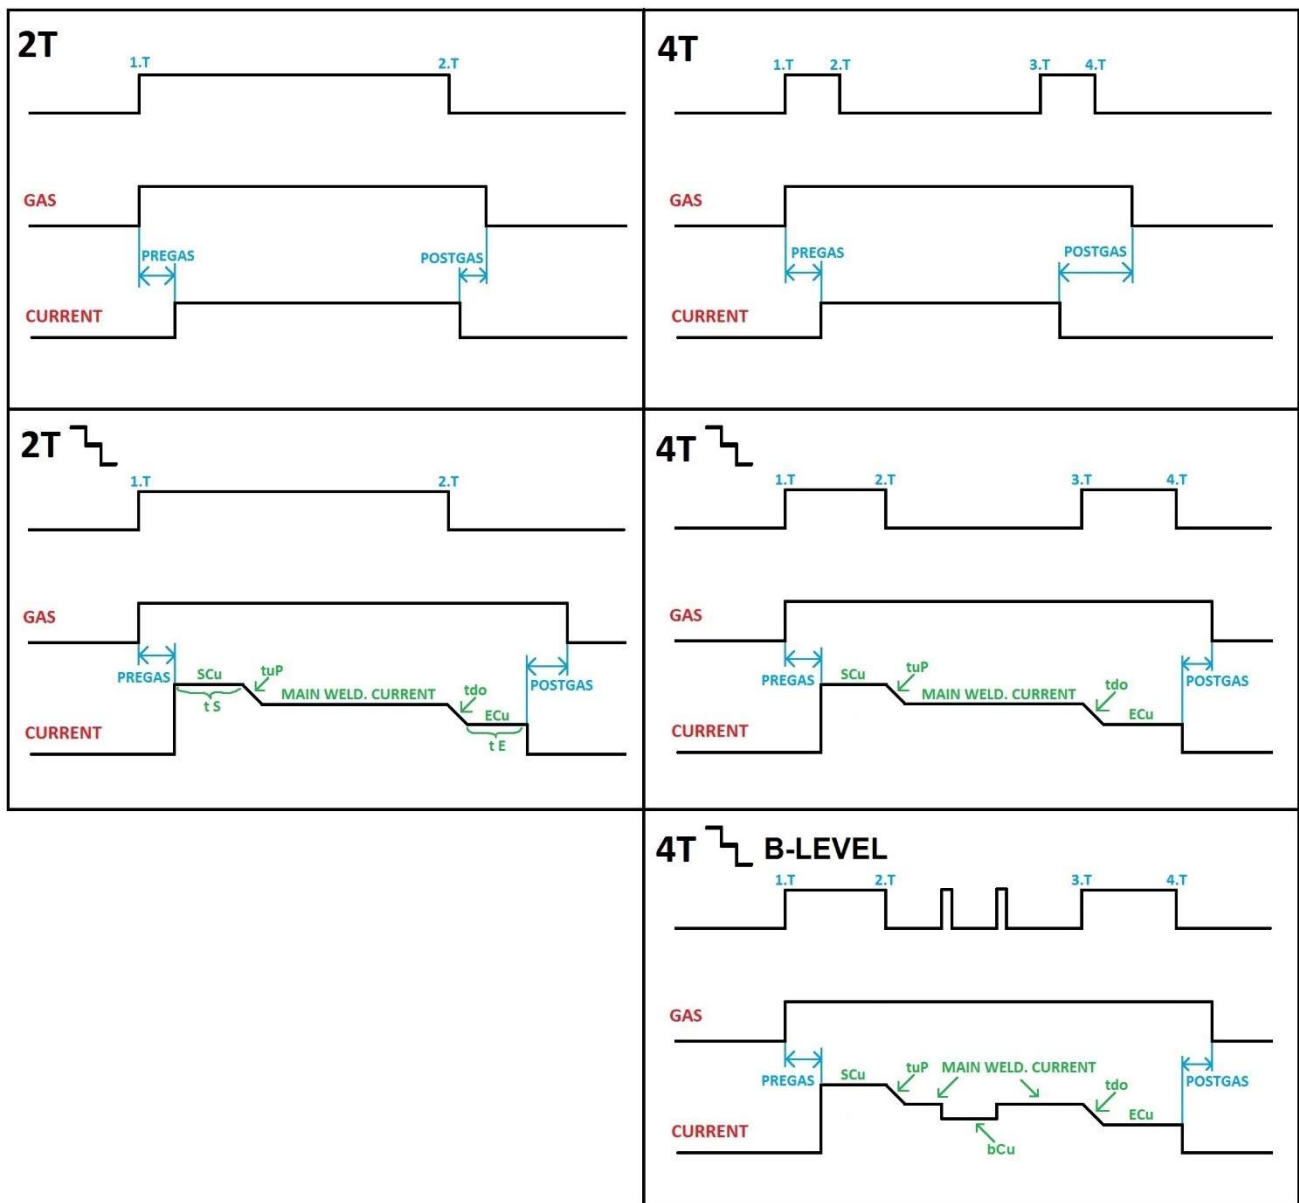 2T
1.T 2.T
GAS
PREGAS POSTGAS
CURRENT
4T
1.T 2.T 3.T 4.T
GAS
PREGAS POSTGAS
CURRENT
2T
1.T 2.T
GAS
PREGAS SCu tuP MAIN WELD. CURRENT tdo POSTGAS
t S ECu
CURRENT t E
4T
1.T 2.T 3.T 4.T
GAS
PREGAS SCu tuP MAIN WELD. CURRENT tdo POSTGAS
ECu
CURRENT
4T B-LEVEL
1.T 2.T 3.T 4.T
GAS
PREGAS SCu tuP MAIN WELD. CURRENT tdo POSTGAS
ECu
CURRENT bCu